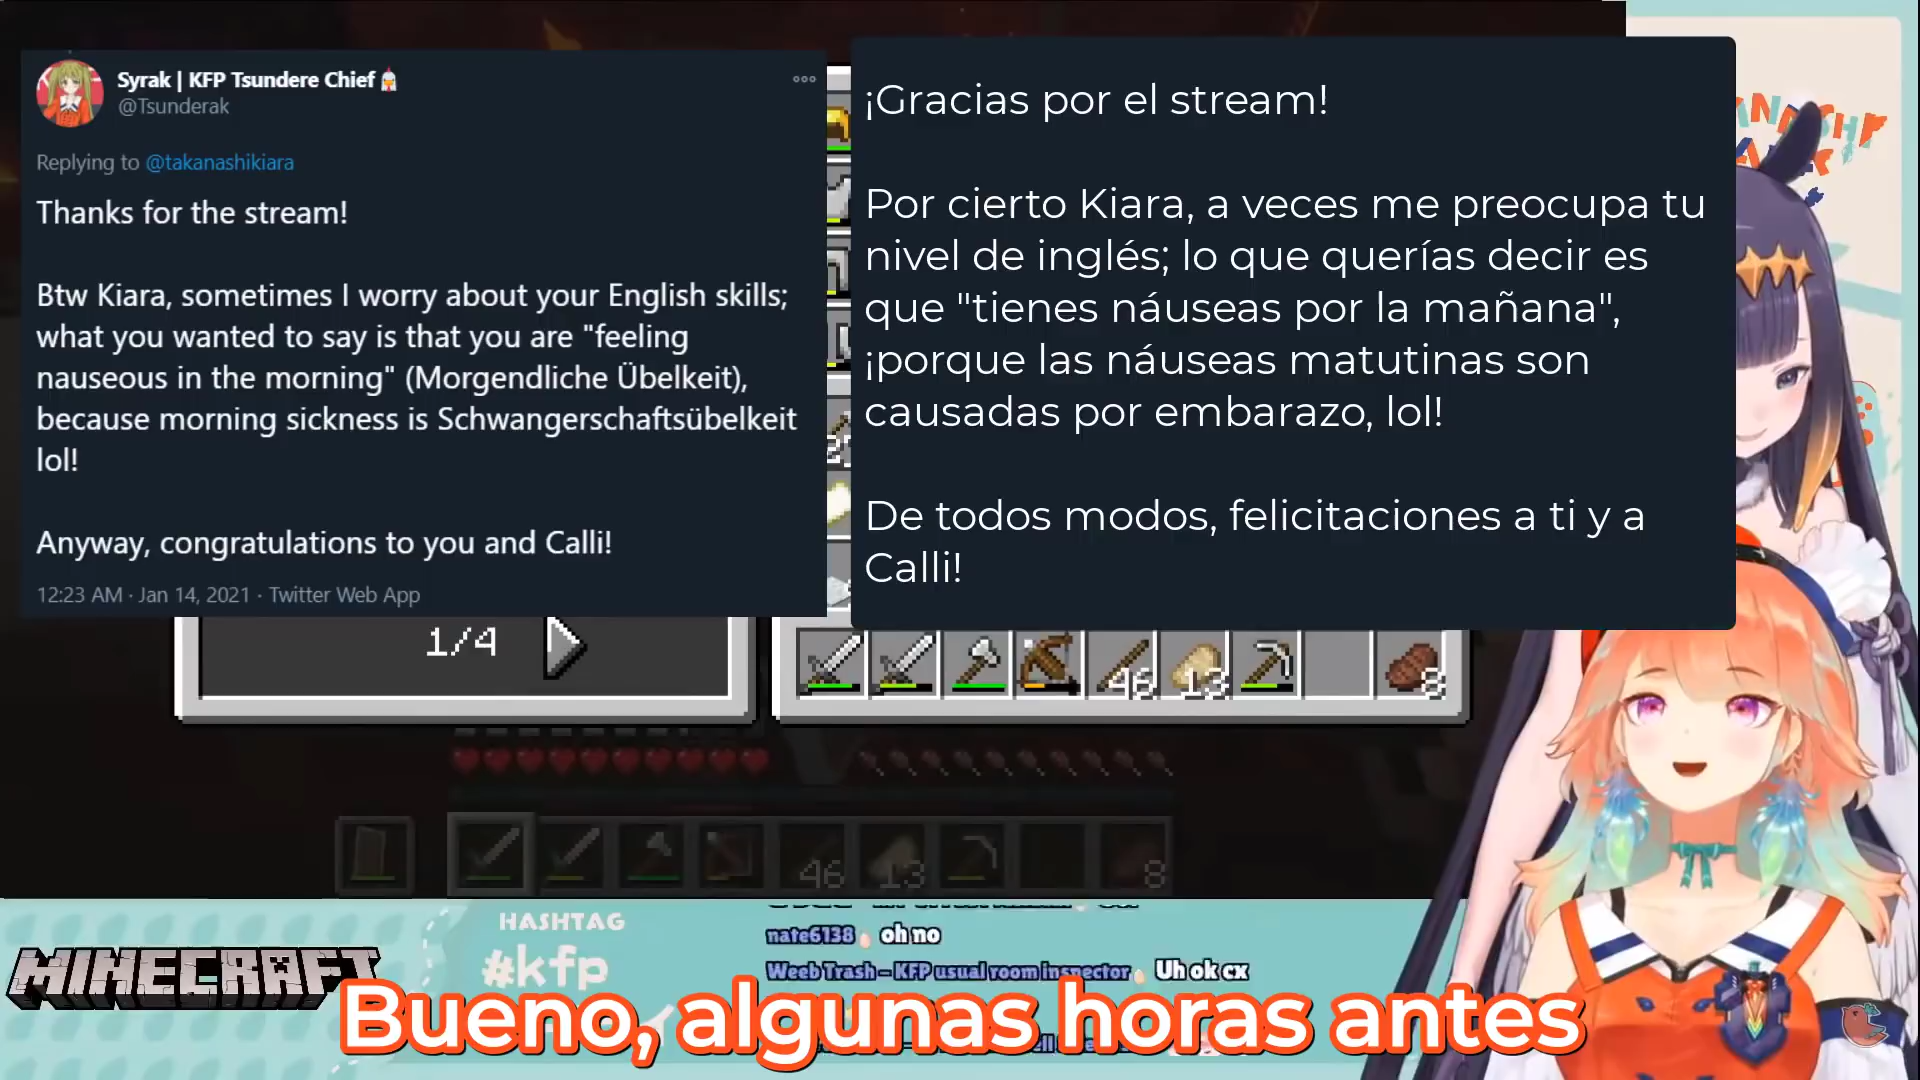 Syrak | KFP Tsundere Chief
@Tsunderak
Replying to @takanashikiara
Thanks for the stream!
Btw Kiara, sometimes I worry about your English skills;
what you wanted to say is that you are "feeling
nauseous in the morning" (Morgendliche Übelkeit),
because morning sickness is Schwangerschaftsübelkeit
lol!
Anyway, congratulations to you and Calli!
12:23 AM · Jan 14, 2021 · Twitter Web App
¡Gracias por el stream!
Por cierto Kiara, a veces me preocupa tu
nivel de inglés; lo que querías decir es
que "tienes náuseas por la mañana",
¡porque las náuseas matutinas son
causadas por embarazo, lol!
De todos modos, felicitaciones a ti y a
Calli!
1/4
46 13 8
46 13 8
MINECRAFT
HASHTAG
#kfp
nate6138 oh no
Weeb Trash - KFP usual room inspector Uh ok cx
Bueno, algunas horas antes